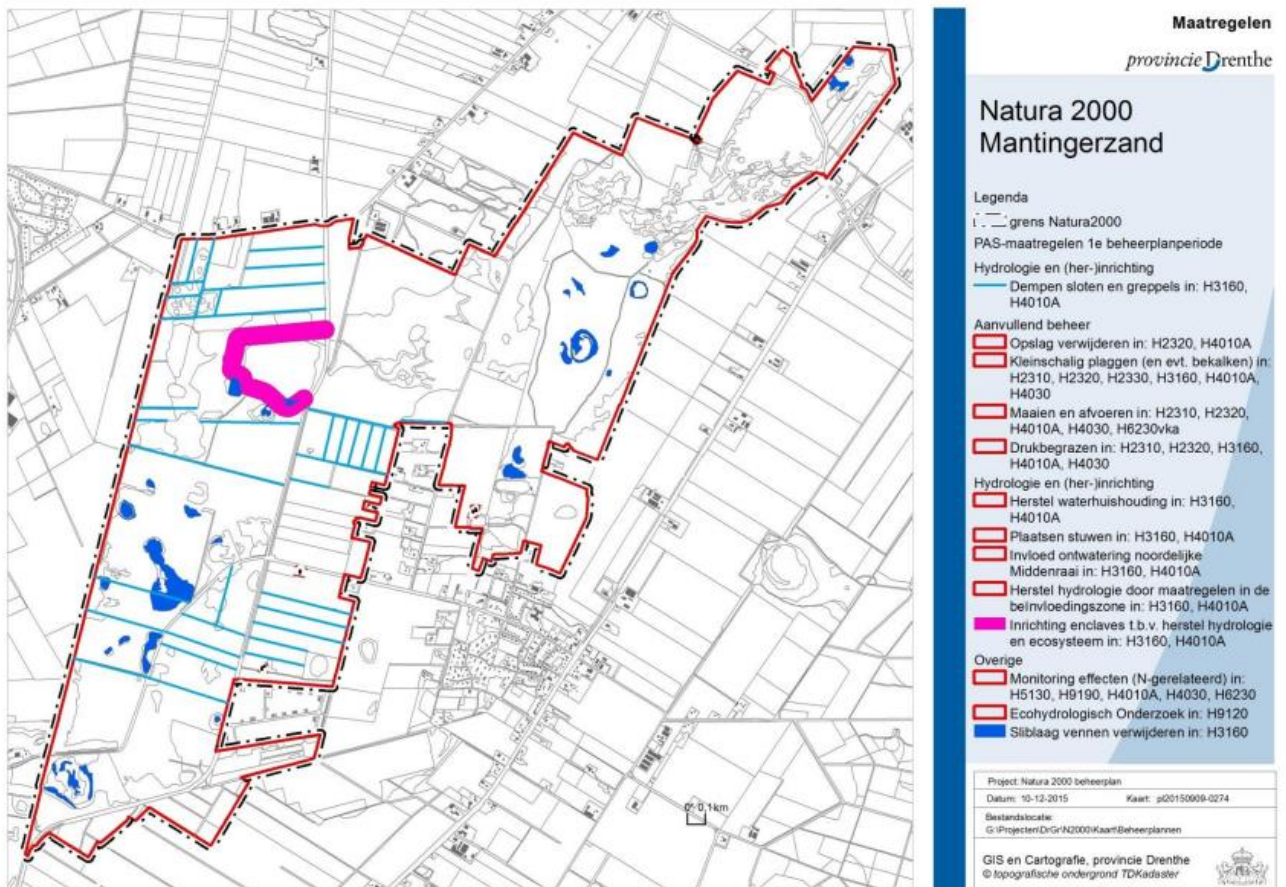 Maatregelen
provincie Drenthe
Natura 2000
Mantingerzand
Legenda
grens Natura2000
PAS-maatregelen 1e beheerplanperiode
Hydrologie en (her-)inrichting
Dempen sloten en greppels in: H3160,
H4010A
Aanvullend beheer
Opslag verwijderen in: H2320, H4010A
Kleinschalig plaggen (en evt. bekalken) in:
H2310, H2320, H2330, H3160, H4010A,
H4030
Maaien en afvoeren in: H2310, H2320,
H4010A, H4030, H6230vka
Drukbegrazen in: H2310, H2320, H3160,
H4010A, H4030
Hydrologie en (her-)inrichting
Herstel waterhuishouding in: H3160,
H4010A
Plaatsen stuwen in: H3160, H4010A
Invloed ontwatering noordelijke
Middenraai in: H3160, H4010A
Herstel hydrologie door maatregelen in de
beïnvloedingszone in: H3160, H4010A
Inrichting enclaves t.b.v. herstel hydrologie
en ecosysteem in: H3160, H4010A
Overige
Monitoring effecten (N-gerelateerd) in:
H5130, H9190, H4010A, H4030, H6230
Ecohydrologisch Onderzoek in: H9120
Sliblaag vennen verwijderen in: H3160
0 0,1km
Project: Natura 2000 beheerplan
Datum: 10-12-2015 Kaart: pl20150909-0274
Bestandslocatie:
G:\Projecten\DrGr\N2000\Kaart\Beheerplannen
GIS en Cartografie, provincie Drenthe
© topografische ondergrond TDKadaster